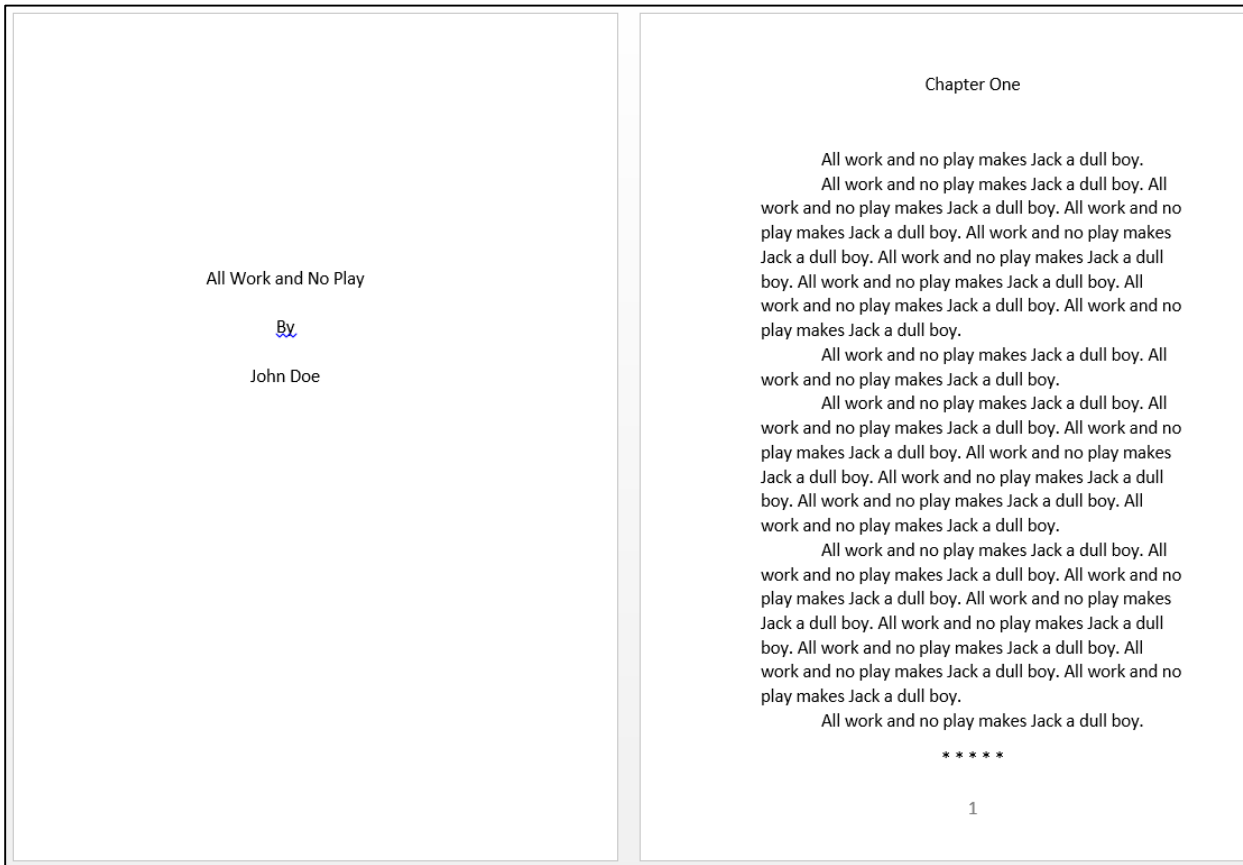 All Work and No Play
By
John Doe
Chapter One
All work and no play makes Jack a dull boy.
All work and no play makes Jack a dull boy. All
work and no play makes Jack a dull boy. All work and no
play makes Jack a dull boy. All work and no play makes
Jack a dull boy. All work and no play makes Jack a dull
boy. All work and no play makes Jack a dull boy. All
work and no play makes Jack a dull boy. All work and no
play makes Jack a dull boy.
All work and no play makes Jack a dull boy. All
work and no play makes Jack a dull boy.
All work and no play makes Jack a dull boy. All
work and no play makes Jack a dull boy. All work and no
play makes Jack a dull boy. All work and no play makes
Jack a dull boy. All work and no play makes Jack a dull
boy. All work and no play makes Jack a dull boy. All
work and no play makes Jack a dull boy.
All work and no play makes Jack a dull boy. All
work and no play makes Jack a dull boy. All work and no
play makes Jack a dull boy. All work and no play makes
Jack a dull boy. All work and no play makes Jack a dull
boy. All work and no play makes Jack a dull boy. All
work and no play makes Jack a dull boy. All work and no
play makes Jack a dull boy.
All work and no play makes Jack a dull boy.
* * * * *
1